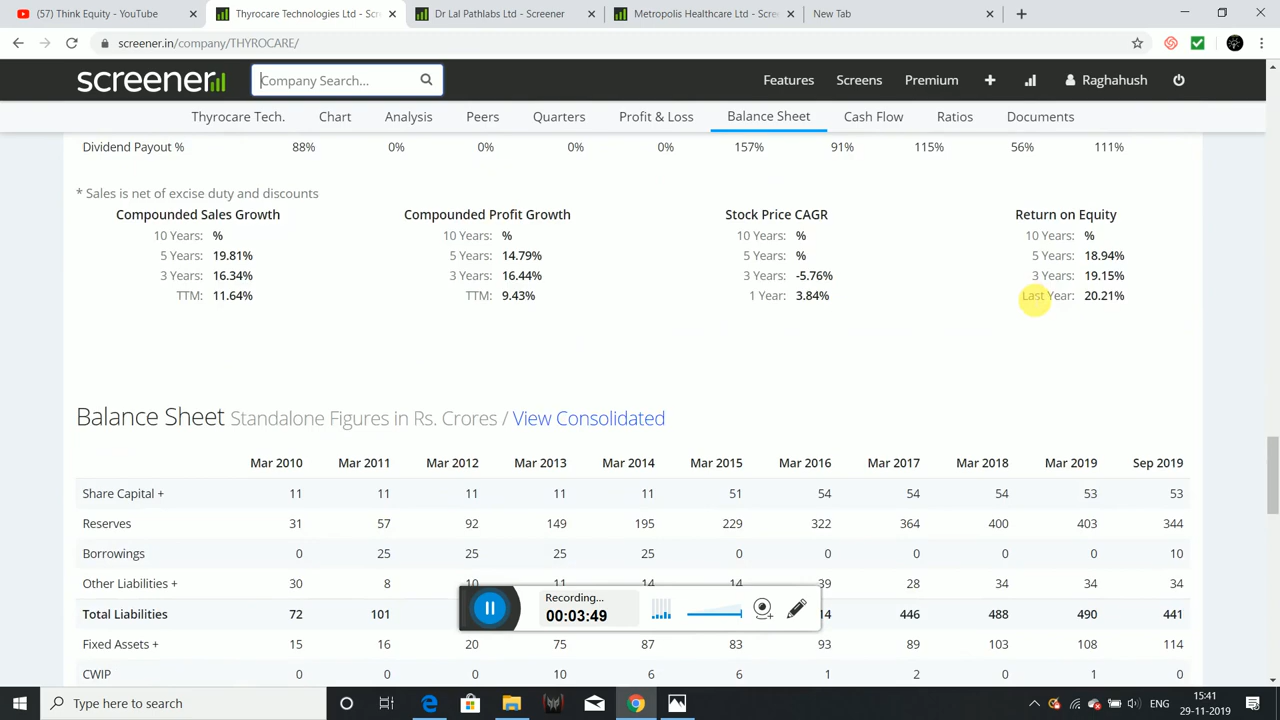 (57) Think Equity - YouTube
Thyrocare Technologies Ltd - Scr
Dr Lal Pathlabs Ltd - Screener
Metropolis Healthcare Ltd - Scre
New Tab
screener.in/company/THYROCARE/
screener
Company Search...
Features Screens Premium Raghahush
Thyrocare Tech. Chart Analysis Peers Quarters Profit & Loss Balance Sheet Cash Flow Ratios Documents
Dividend Payout % 88% 0% 0% 0% 0% 157% 91% 115% 56% 111%
* Sales is net of excise duty and discounts
Compounded Sales Growth
10 Years: %
5 Years: 19.81%
3 Years: 16.34%
TTM: 11.64%
Compounded Profit Growth
10 Years: %
5 Years: 14.79%
3 Years: 16.44%
TTM: 9.43%
Stock Price CAGR
10 Years: %
5 Years: %
3 Years: -5.76%
1 Year: 3.84%
Return on Equity
10 Years: %
5 Years: 18.94%
3 Years: 19.15%
Last Year: 20.21%
Balance Sheet Standalone Figures in Rs. Crores / View Consolidated
Mar 2010 Mar 2011 Mar 2012 Mar 2013 Mar 2014 Mar 2015 Mar 2016 Mar 2017 Mar 2018 Mar 2019 Sep 2019
Share Capital + 11 11 11 11 11 51 54 54 54 53 53
Reserves 31 57 92 149 195 229 322 364 400 403 344
Borrowings 0 25 25 25 25 0 0 0 0 0 10
Other Liabilities + 30 8 10 11 14 14 39 28 34 34 34
Total Liabilities 72 101 14 446 488 490 441
Fixed Assets + 15 16 20 75 87 83 93 89 103 108 114
CWIP 0 0 0 10 6 6 1 2 0 1 0
Recording...
00:03:49
Type here to search
ENG
15:41
29-11-2019